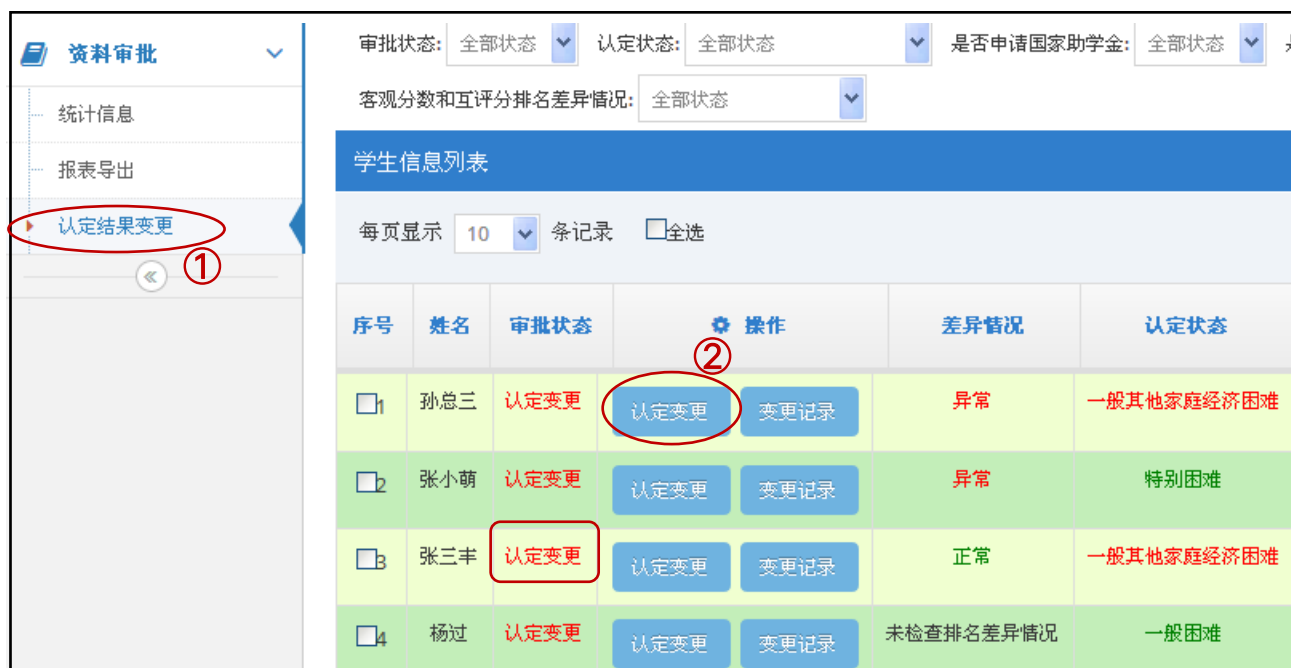 资料审批
统计信息
报表导出
认定结果变更
①
审批状态: 全部状态 认定状态: 全部状态 是否申请国家助学金: 全部状态
客观分数和互评分排名差异情况: 全部状态
学生信息列表
每页显示 10 条记录 全选
序号 姓名 审批状态 操作 差异情况 认定状态
②
1 孙总三 认定变更 认定变更 变更记录 异常 一般其他家庭经济困难
2 张小萌 认定变更 认定变更 变更记录 异常 特别困难
3 张三丰 认定变更 认定变更 变更记录 正常 一般其他家庭经济困难
4 杨过 认定变更 认定变更 变更记录 未检查排名差异情况 一般困难